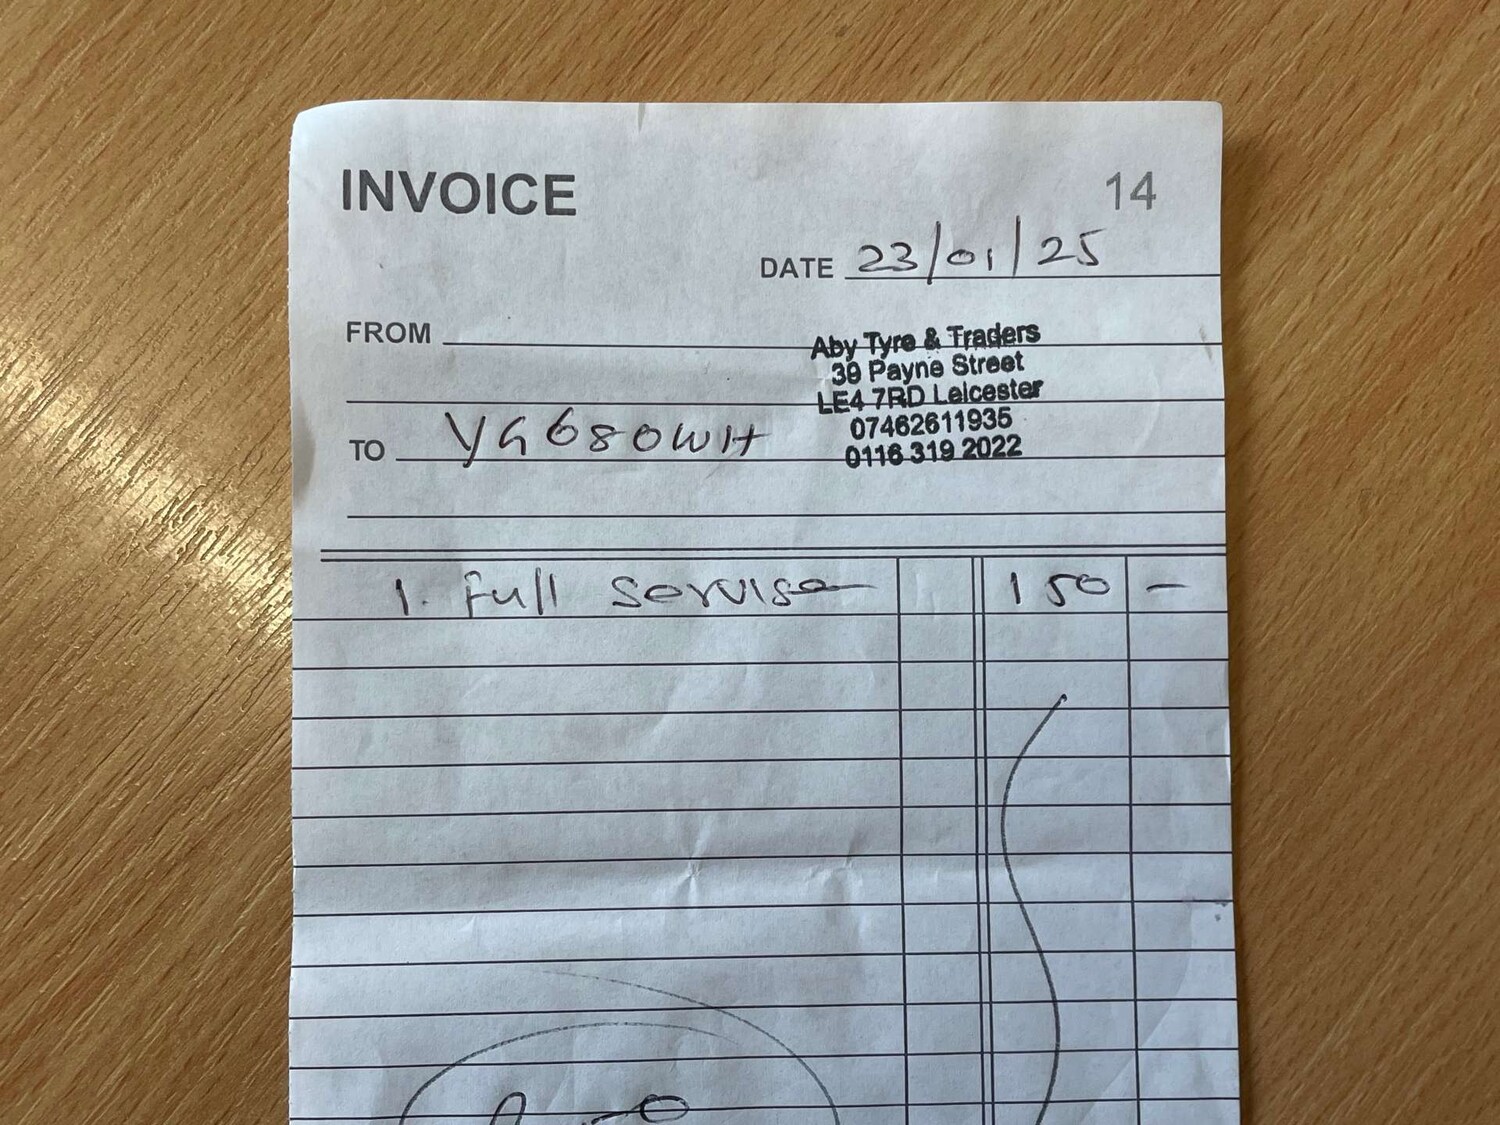 INVOICE 14
DATE 23/01/25
FROM
Aby Tyre & Traders
39 Payne Street
LE4 7RD Leicester
07462611935
0116 319 2022
TO YG680WH
1. Full Servise 150 -